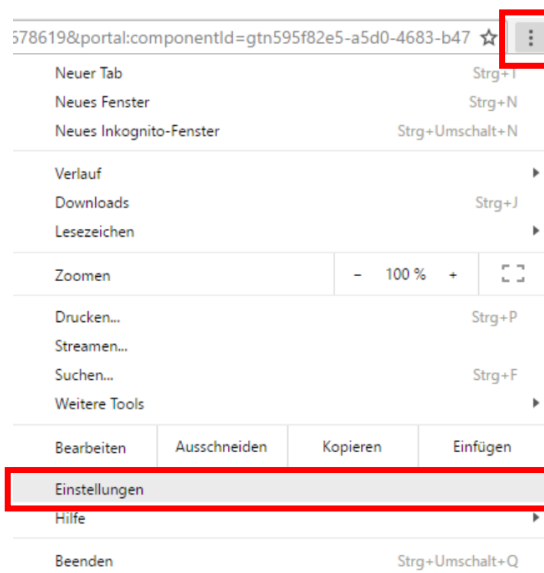 678619&portal:componentId=gtn595f82e5-a5d0-4683-b47
Neuer Tab Strg+T
Neues Fenster Strg+N
Neues Inkognito-Fenster Strg+Umschalt+N
Verlauf
Downloads Strg+J
Lesezeichen
Zoomen - 100 % +
Drucken... Strg+P
Streamen...
Suchen... Strg+F
Weitere Tools
Bearbeiten Ausschneiden Kopieren Einfügen
Einstellungen
Hilfe
Beenden Strg+Umschalt+Q